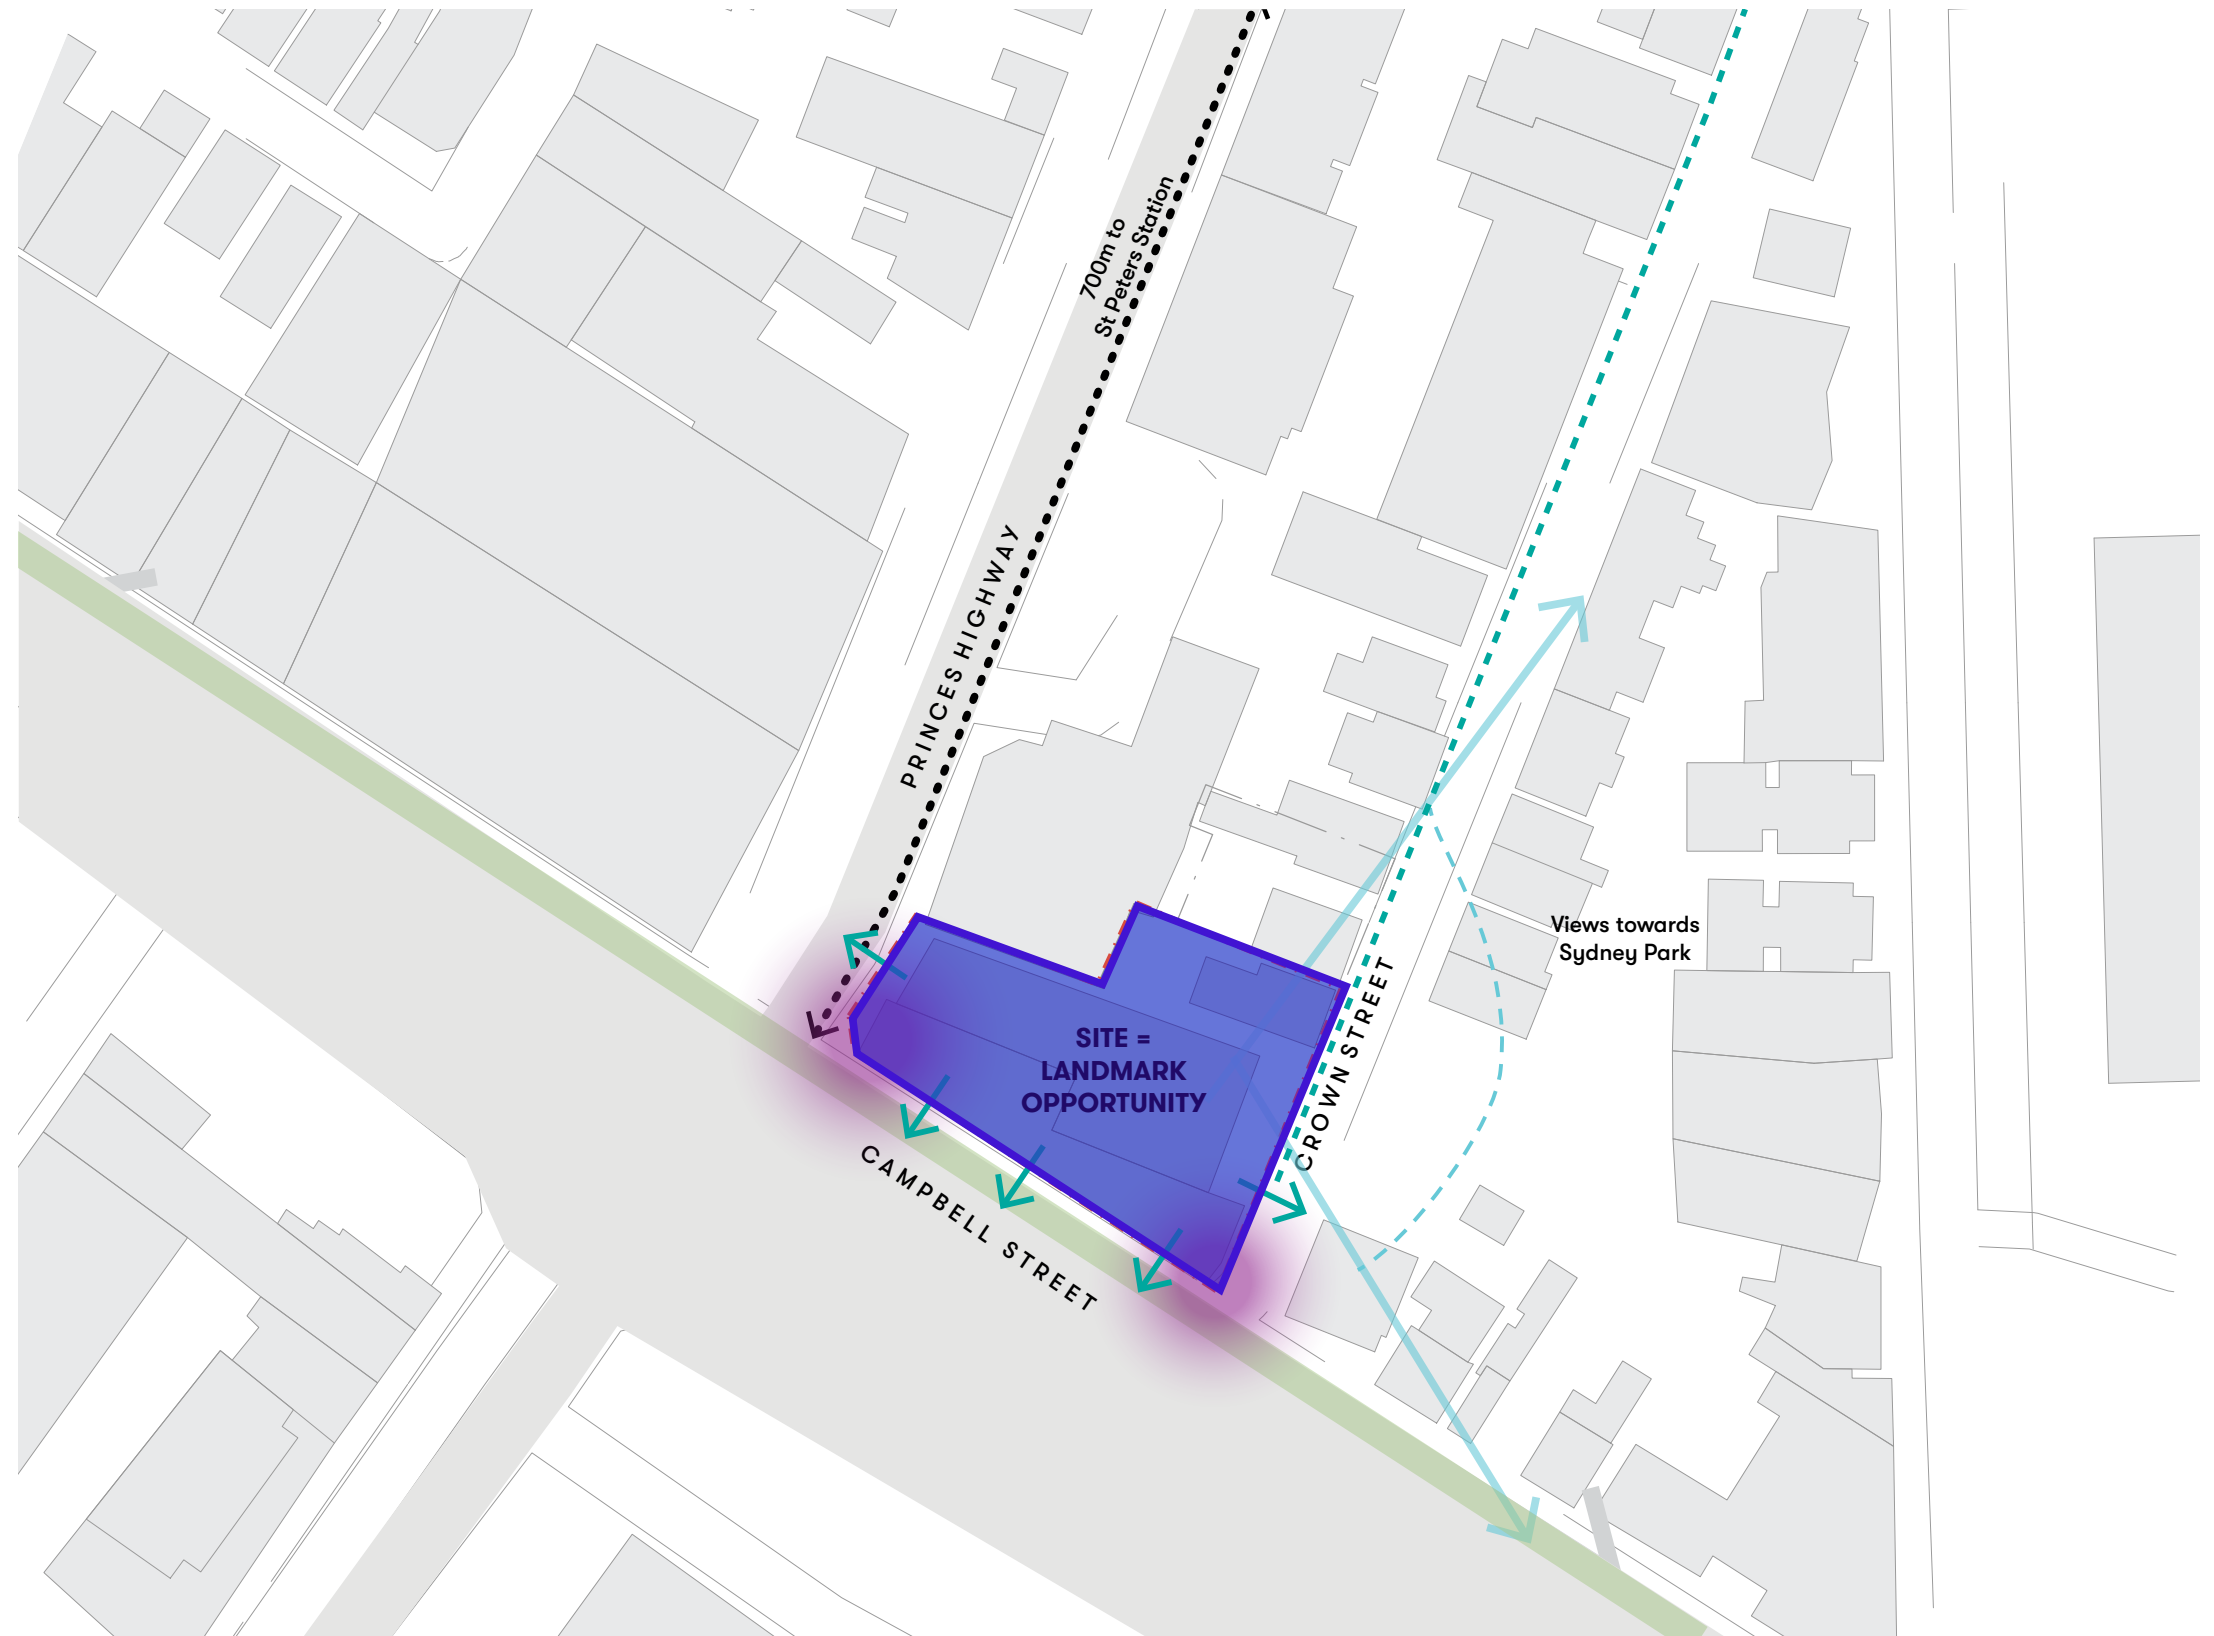 700m to
St Peters Station
PRINCES HIGHWAY
Views towards
Sydney Park
SITE =
LANDMARK
OPPORTUNITY
CROWN STREET
CAMPBELL STREET